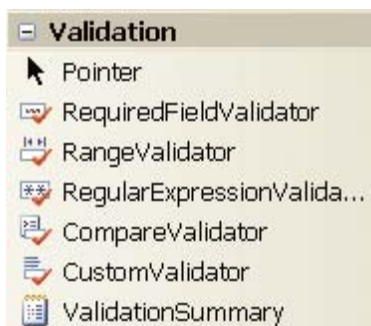 Validation
Pointer
RequiredFieldValidator
RangeValidator
RegularExpressionValida...
CompareValidator
CustomValidator
ValidationSummary